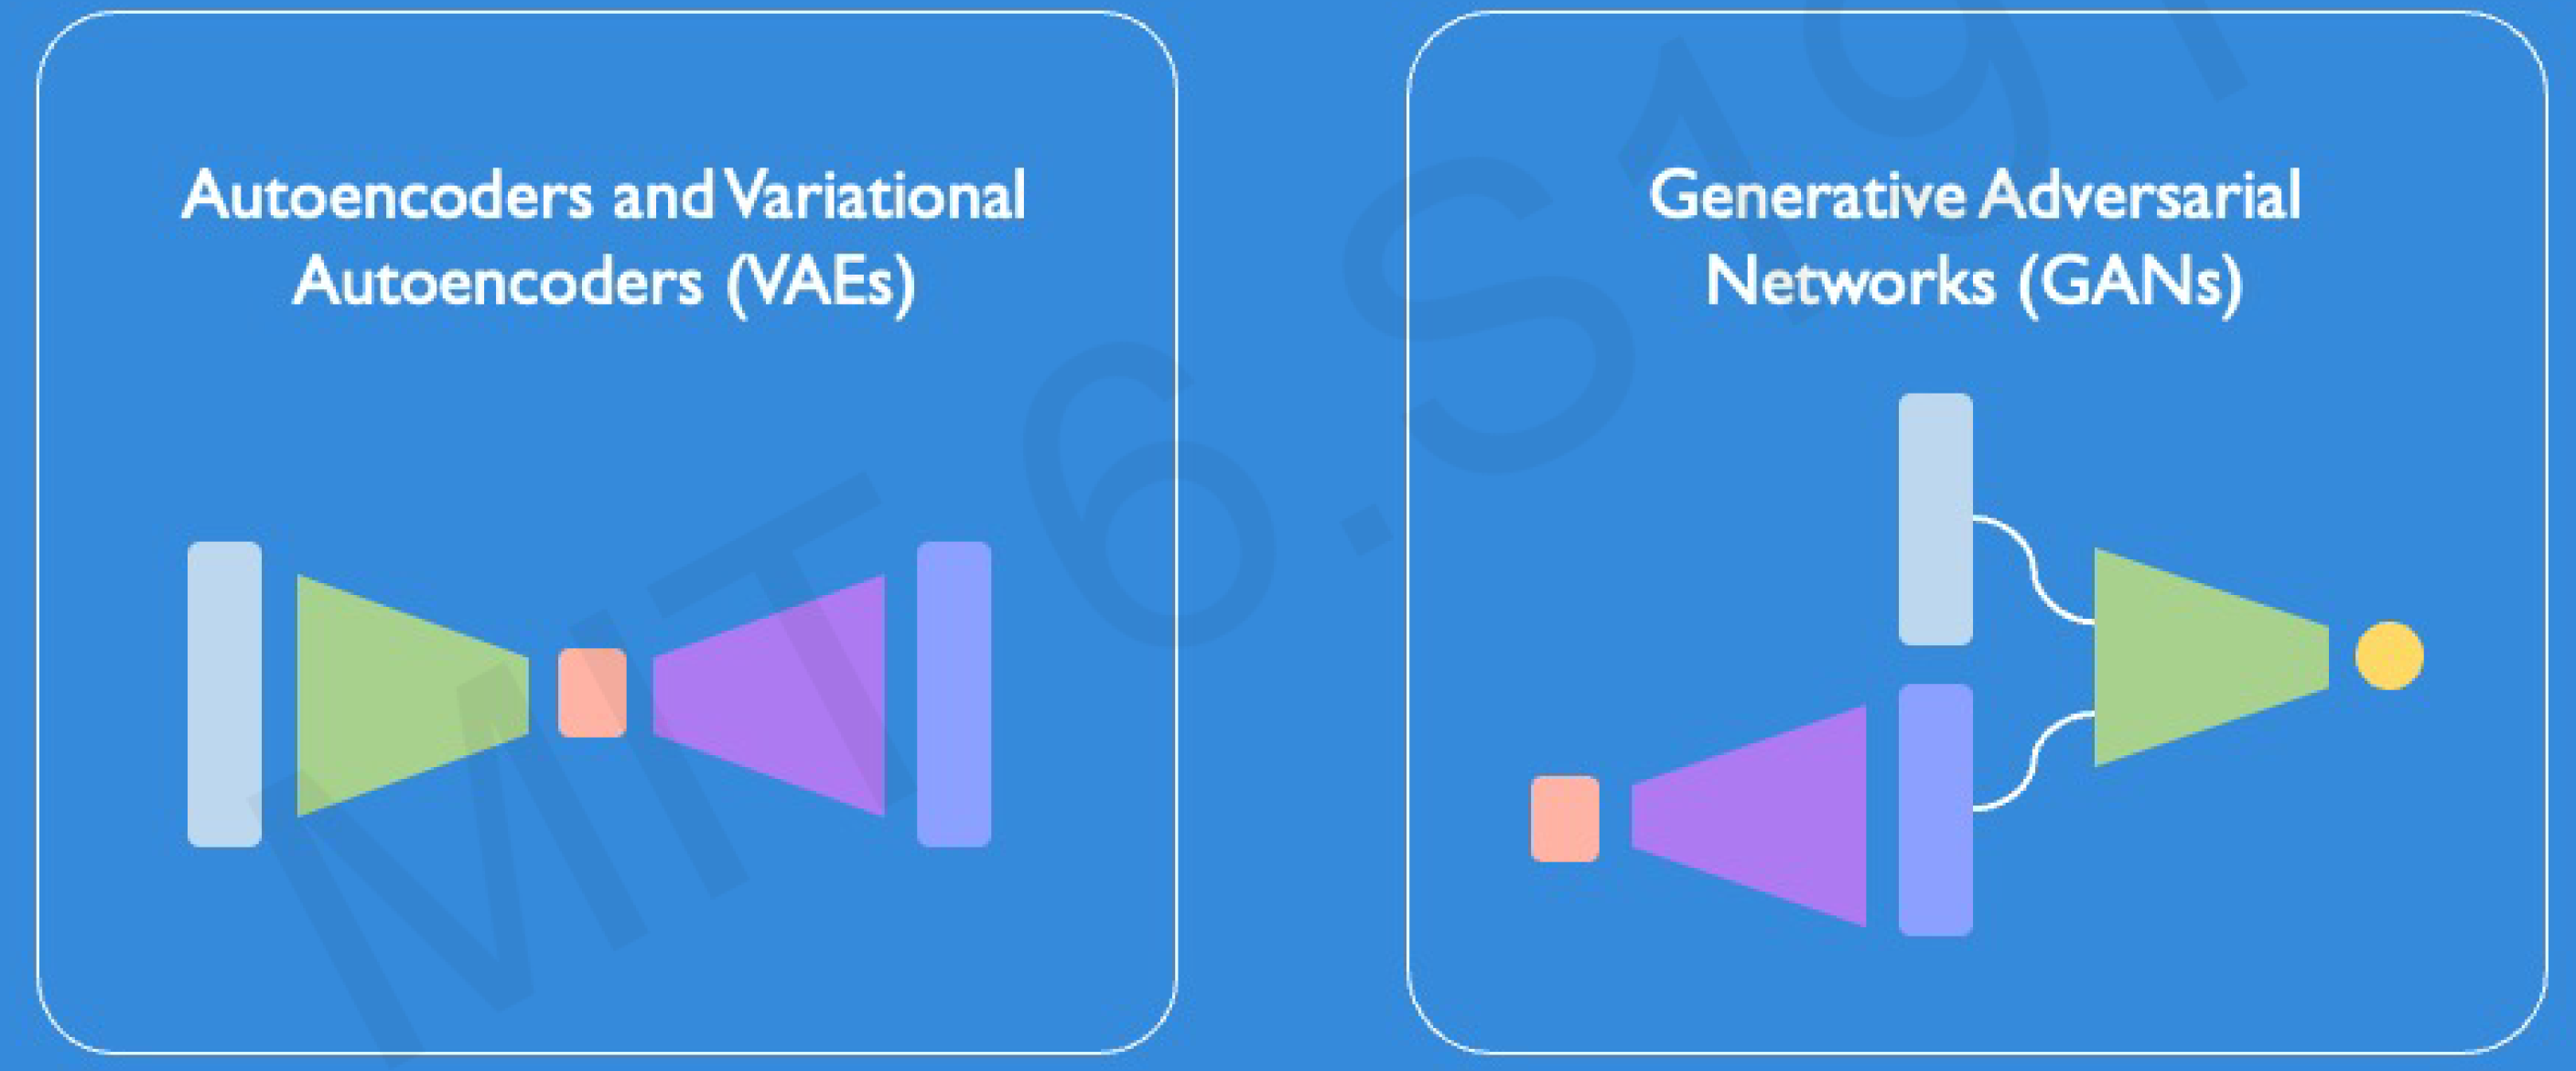 Autoencoders and Variational
Autoencoders (VAEs)
Generative Adversarial
Networks (GANs)
MIT 6.S191